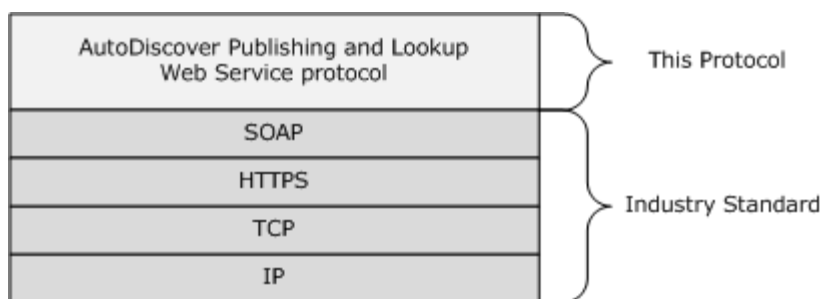 AutoDiscover Publishing and Lookup
Web Service protocol
This Protocol
SOAP
HTTPS
TCP
IP
Industry Standard